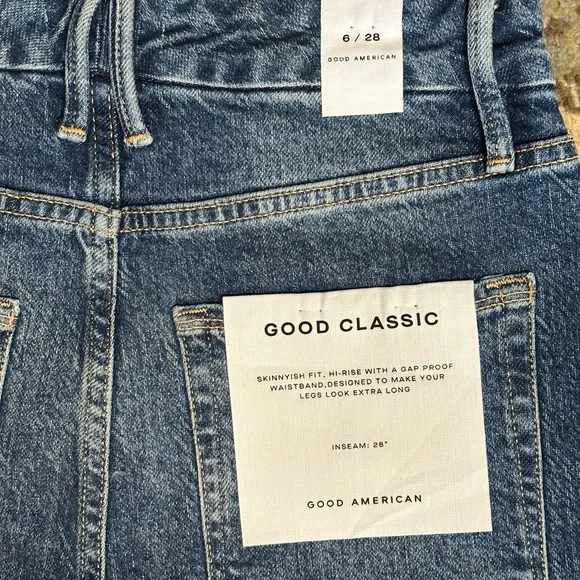 6 / 28
GOOD AMERICAN
GOOD CLASSIC
SKINNYISH FIT, HI-RISE WITH A GAP PROOF
WAISTBAND.DESIGNED TO MAKE YOUR
LEGS LOOK EXTRA LONG
INSEAM: 28"
GOOD AMERICAN